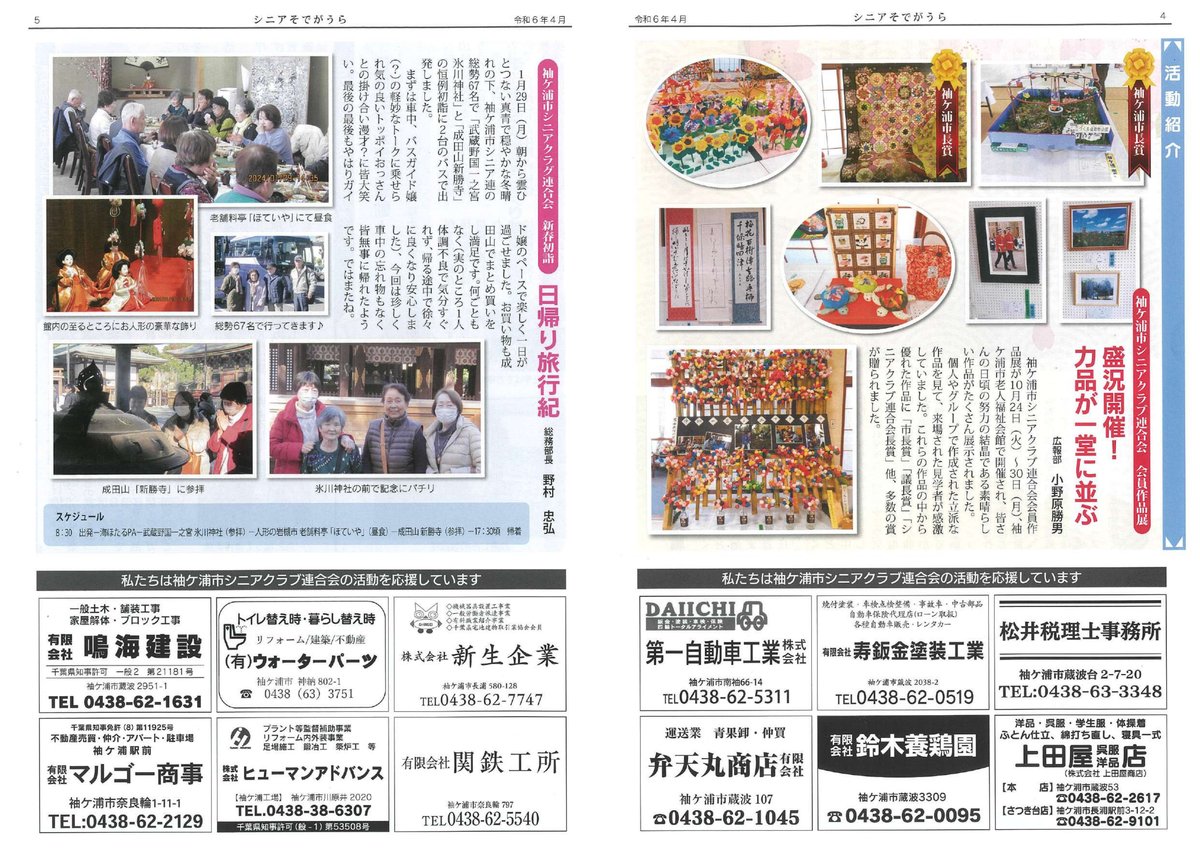 5
シニアそでがうら
令和6年4月
袖ケ浦市シニアクラブ連合会 新春初詣
日帰り旅行紀
総務部長 野村 忠弘
1月29日(月)朝から雲ひ
とつない真青で穏やかな冬晴
れの下、袖ケ浦市シニア連の
総勢67名で「武蔵野国一之宮
氷川神社」と「成田山新勝寺」
の恒例初詣に2台のバスで出
発しました。
まずは車中、バスガイド嬢
(?)の軽妙なトークに乗せら
れ気の良いトッポイおっさん
との掛け合い漫才?に皆大笑
い。最後の最後もやはりガイ
ド嬢のペースで楽しく一日が
過ごせました。お買い物も成
田山でまとめ買いを
し満足です。何ごとも
なく実のところ1人
体調不良で気分すぐ
れず、帰る途中で徐々
に良くなり安心しま
した、今回は珍しく
車中の忘れ物もなく
皆無事に帰れたよう
です。ではまたね。
老舗料亭「ほていや」にて昼食
館内の至るところにお人形の豪華な飾り
総勢67名で行ってきます♪
成田山「新勝寺」に参拝
氷川神社の前で記念にパチリ
スケジュール
8:30 出発―海ほたるPA―武蔵野国一之宮 氷川神社(参拝)―人形の岩槻市 老舗料亭「ほていや」(昼食)―成田山 新勝寺(参拝)―17:30頃 帰着
私たちは袖ケ浦市シニアクラブ連合会の活動を応援しています
一般土木・舗装工事
家屋解体・ブロック工事
有限会社 鳴海建設
千葉県知事許可 一般2 第21181号
袖ケ浦市蔵波 2951-1
TEL 0438-62-1631
トイレ替え時・暮らし替え時
リフォーム/建築/不動産
(有)ウォーターパーツ
袖ケ浦市 神納 802-1
☎ 0438 (63) 3751
◇機械器具設置工事業
◇一般労働者派遣事業
◇有料職業紹介事業
◇千葉県宅地建物取引業協会会員
株式会社 新生企業
袖ケ浦市長浦 580-128
TEL0438-62-7747
千葉県知事免許(8)第11925号
不動産売買・仲介・アパート・駐車場
袖ケ浦駅前
有限会社 マルゴー商事
袖ケ浦市奈良輪1-11-1
TEL:0438-62-2129
プラント等監督補助事業
リフォーム内外装事業
足場施工 鍛冶工 築炉工 等
株式会社 ヒューマンアドバンス
【袖ケ浦工場】 袖ケ浦市川原井 2020
TEL.0438-38-6307
千葉県知事許可(般-1)第53508号
有限会社 関鉄工所
袖ケ浦市奈良輪 797
TEL0438-62-5540
令和6年4月
シニアそでがうら
4
活動紹介
袖ケ浦市長賞
袖ケ浦市長賞
袖ケ浦市シニアクラブ連合会 会員作品展
盛況開催!
力品が一堂に並ぶ
広報部 小野原勝男
袖ケ浦市シニアクラブ連合会会員作
品展が10月24日(火)~30日(月)、袖
ケ浦市老人福祉会館で開催され、皆さ
んの日頃の努力の結晶である素晴らし
い作品がたくさん展示されました。
個人やグループで作成された立派な
作品を見て、来場された見学者が感激
していました。これらの作品の中から
優れた作品に「市長賞」「議長賞」「シ
ニアクラブ連合会長賞」他、多数の賞
が贈られました。
私たちは袖ケ浦市シニアクラブ連合会の活動を応援しています
DAIICHI
鈑金・塗装・車検・保険
四輪トータルアライメント
第一自動車工業 株式会社
袖ケ浦市南袖66-14
TEL0438-62-5311
焼付塗装・車検点検整備・事故車・中古部品
自動車保険代理店(ローン取扱)
各種自動車販売・レンタカー
有限会社 寿鈑金塗装工業
袖ケ浦市蔵波 2038-2
TEL0438-62-0519
松井税理士事務所
袖ケ浦市蔵波台 2-7-20
TEL:0438-63-3348
運送業 青果卸・仲買
弁天丸商店 有限会社
袖ケ浦市蔵波 107
☎0438-62-1045
有限会社 鈴木養鶏園
袖ケ浦市蔵波3309
☎0438-62-0095
洋品・呉服・学生服・体操着
ふとん仕立、綿打ち直し、寝具一式
上田屋 呉服洋品 店
(株式会社 上田屋商店)
【本 店】袖ケ浦市蔵波53
☎0438-62-2617
【さつき台店】袖ケ浦市長浦駅前3-12-2
☎0438-62-9101